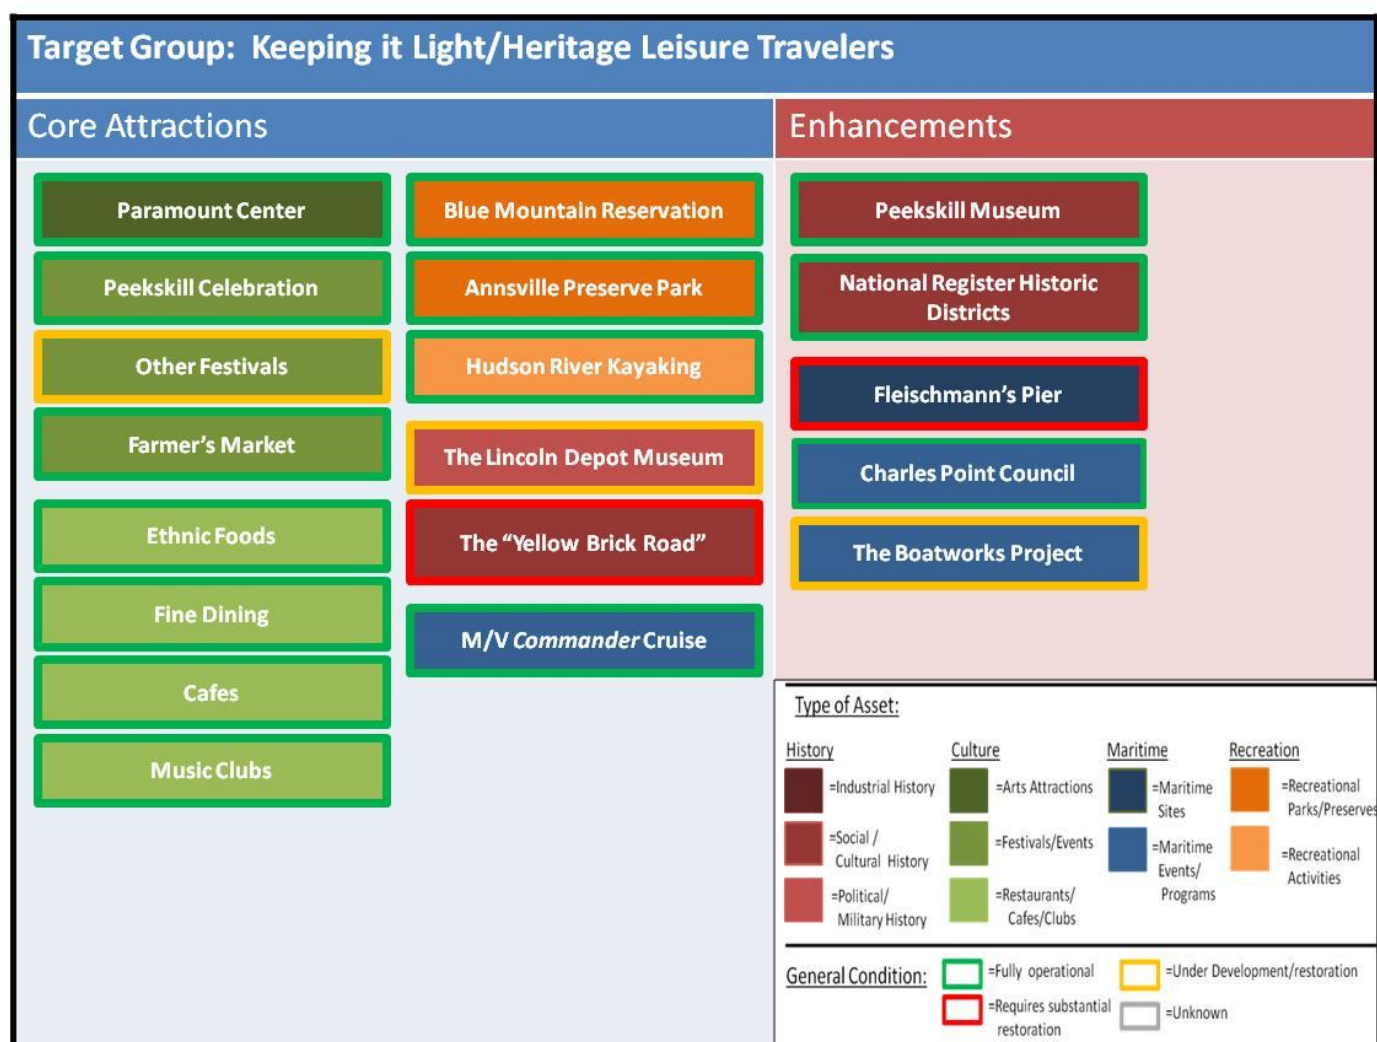 Target Group:  Keeping it Light/Heritage Leisure Travelers
Core Attractions
Paramount Center
Peekskill Celebration
Other Festivals
Farmer’s Market
Ethnic Foods
Fine Dining
Cafes
Music Clubs
Blue Mountain Reservation
Annsville Preserve Park
Hudson River Kayaking
The Lincoln Depot Museum
The “Yellow Brick Road”
M/V Commander Cruise
Enhancements
Peekskill Museum
National Register Historic
Districts
Fleischmann’s Pier
Charles Point Council
The Boatworks Project
Type of Asset:
History
=Industrial History
=Social /
Cultural History
=Political/
Military History
Culture
=Arts Attractions
=Festivals/Events
=Restaurants/
Cafes/Clubs
Maritime
=Maritime
Sites
=Maritime
Events/
Programs
Recreation
=Recreational
Parks/Preserves
=Recreational
Activities
General Condition:
=Fully operational
=Requires substantial
restoration
=Under Development/restoration
=Unknown